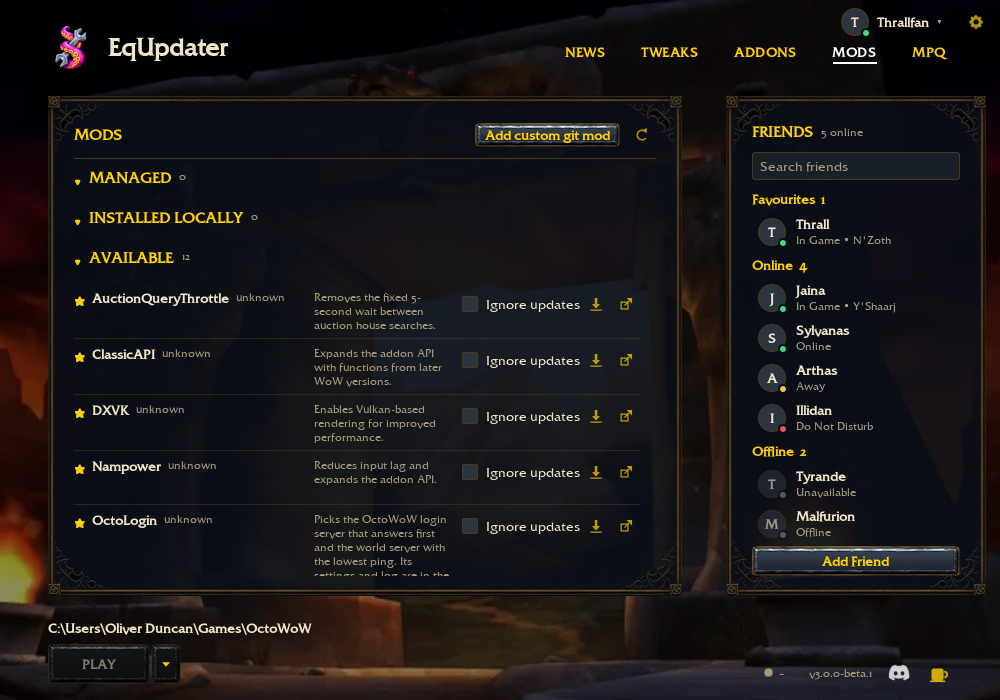 T Thrallfan
EqUpdater
NEWS TWEAKS ADDONS MODS MPQ
MODS
Add custom git mod
MANAGED 0
INSTALLED LOCALLY 0
AVAILABLE 12
AuctionQueryThrottle unknown
Removes the fixed 5-
second wait between
auction house searches.
Ignore updates
ClassicAPI unknown
Expands the addon API
with functions from later
WoW versions.
Ignore updates
DXVK unknown
Enables Vulkan-based
rendering for improved
performance.
Ignore updates
Nampower unknown
Reduces input lag and
expands the addon API.
Ignore updates
OctoLogin unknown
Picks the OctoWoW login
server that answers first
and the world server with
the lowest ping. Its
settings and log are in the
Ignore updates
FRIENDS 5 online
Search friends
Favourites 1
T Thrall
In Game • N'Zoth
Online 4
J Jaina
In Game • Y'Shaarj
S Sylvanas
Online
A Arthas
Away
I Illidan
Do Not Disturb
Offline 2
T Tyrande
Unavailable
M Malfurion
Offline
Add Friend
C:\Users\Oliver Duncan\Games\OctoWoW
PLAY
- v3.0.0-beta.1